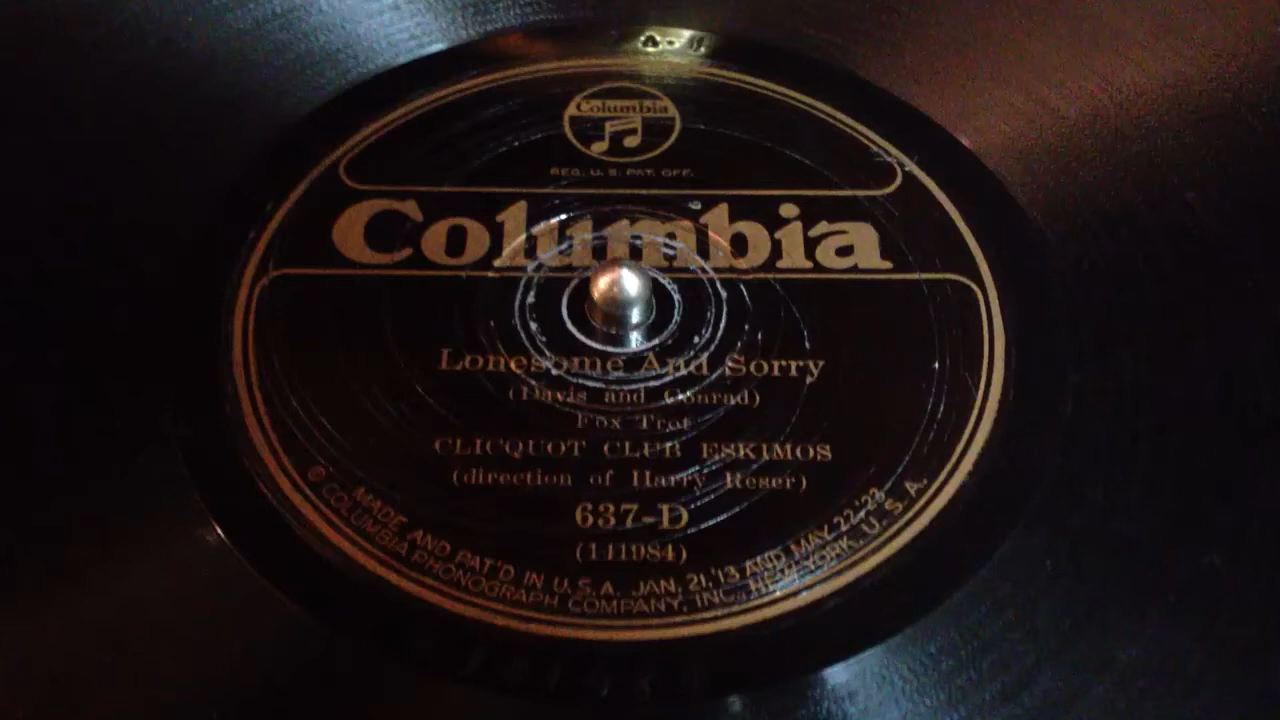 Columbia
REG. U. S. PAT. OFF.
Columbia
Lonesome And Sorry
(Davis and Conrad)
Fox Trot
CLICQUOT CLUB ESKIMOS
(direction of Harry Reser)
637-D
(141984)
MADE AND PAT'D IN U.S.A. JAN. 21,'13 AND MAY 22,'23
© COLUMBIA PHONOGRAPH COMPANY, INC., NEW YORK, U. S. A.